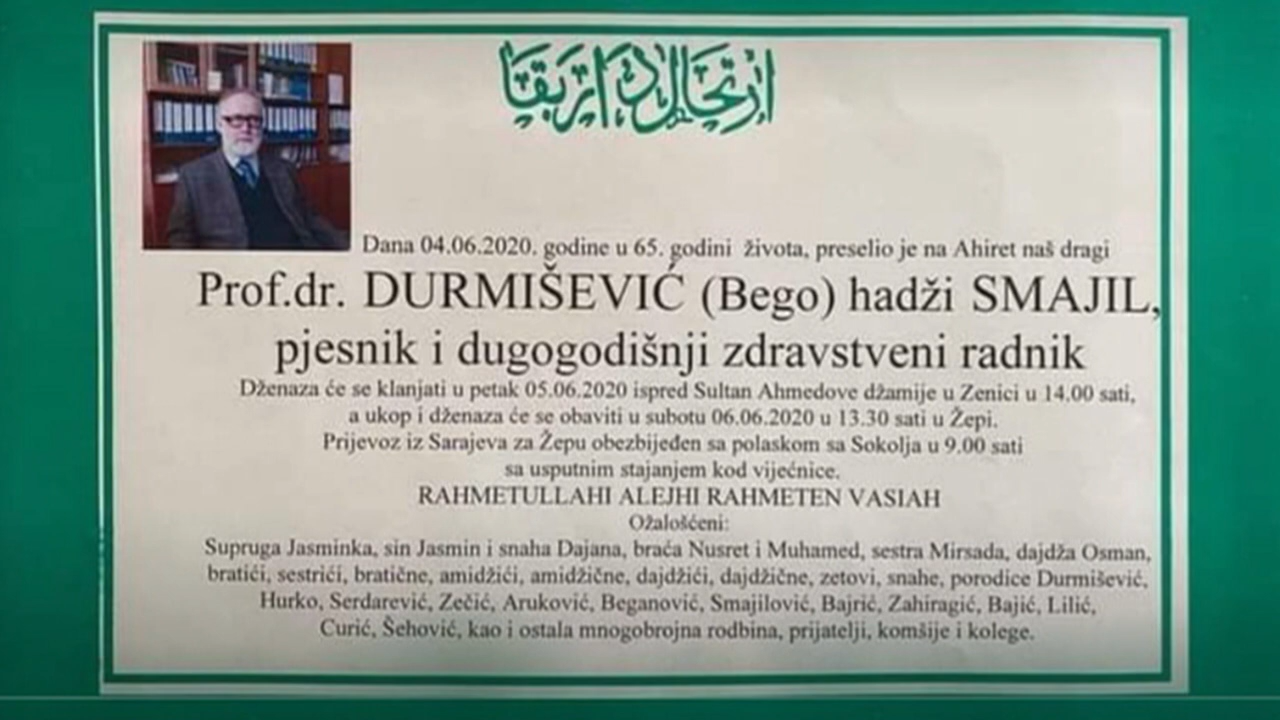 ارتحال دار بقا
Dana 04.06.2020. godine u 65. godini života, preselio je na Ahiret naš dragi
Prof.dr. DURMIŠEVIĆ (Bego) hadži SMAJIL,
pjesnik i dugogodišnji zdravstveni radnik
Dženaza će se klanjati u petak 05.06.2020 ispred Sultan Ahmedove džamije u Zenici u 14.00 sati,
a ukop i dženaza će se obaviti u subotu 06.06.2020 u 13.30 sati u Žepi.
Prijevoz iz Sarajeva za Žepu obezbijeđen sa polaskom sa Sokolja u 9.00 sati
sa usputnim stajanjem kod vijećnice.
RAHMETULLAHI ALEJHI RAHMETEN VASIAH
Ožalošćeni:
Supruga Jasminka, sin Jasmin i snaha Dajana, braća Nusret i Muhamed, sestra Mirsada, dajdža Osman,
bratići, sestrići, bratične, amidžići, amidžične, dajdžići, dajdžične, zetovi, snahe, porodice Durmišević,
Hurko, Serdarević, Zečić, Aruković, Beganović, Smajilović, Bajrić, Zahiragić, Bajić, Lilić,
Curić, Šehović, kao i ostala mnogobrojna rodbina, prijatelji, komšije i kolege.